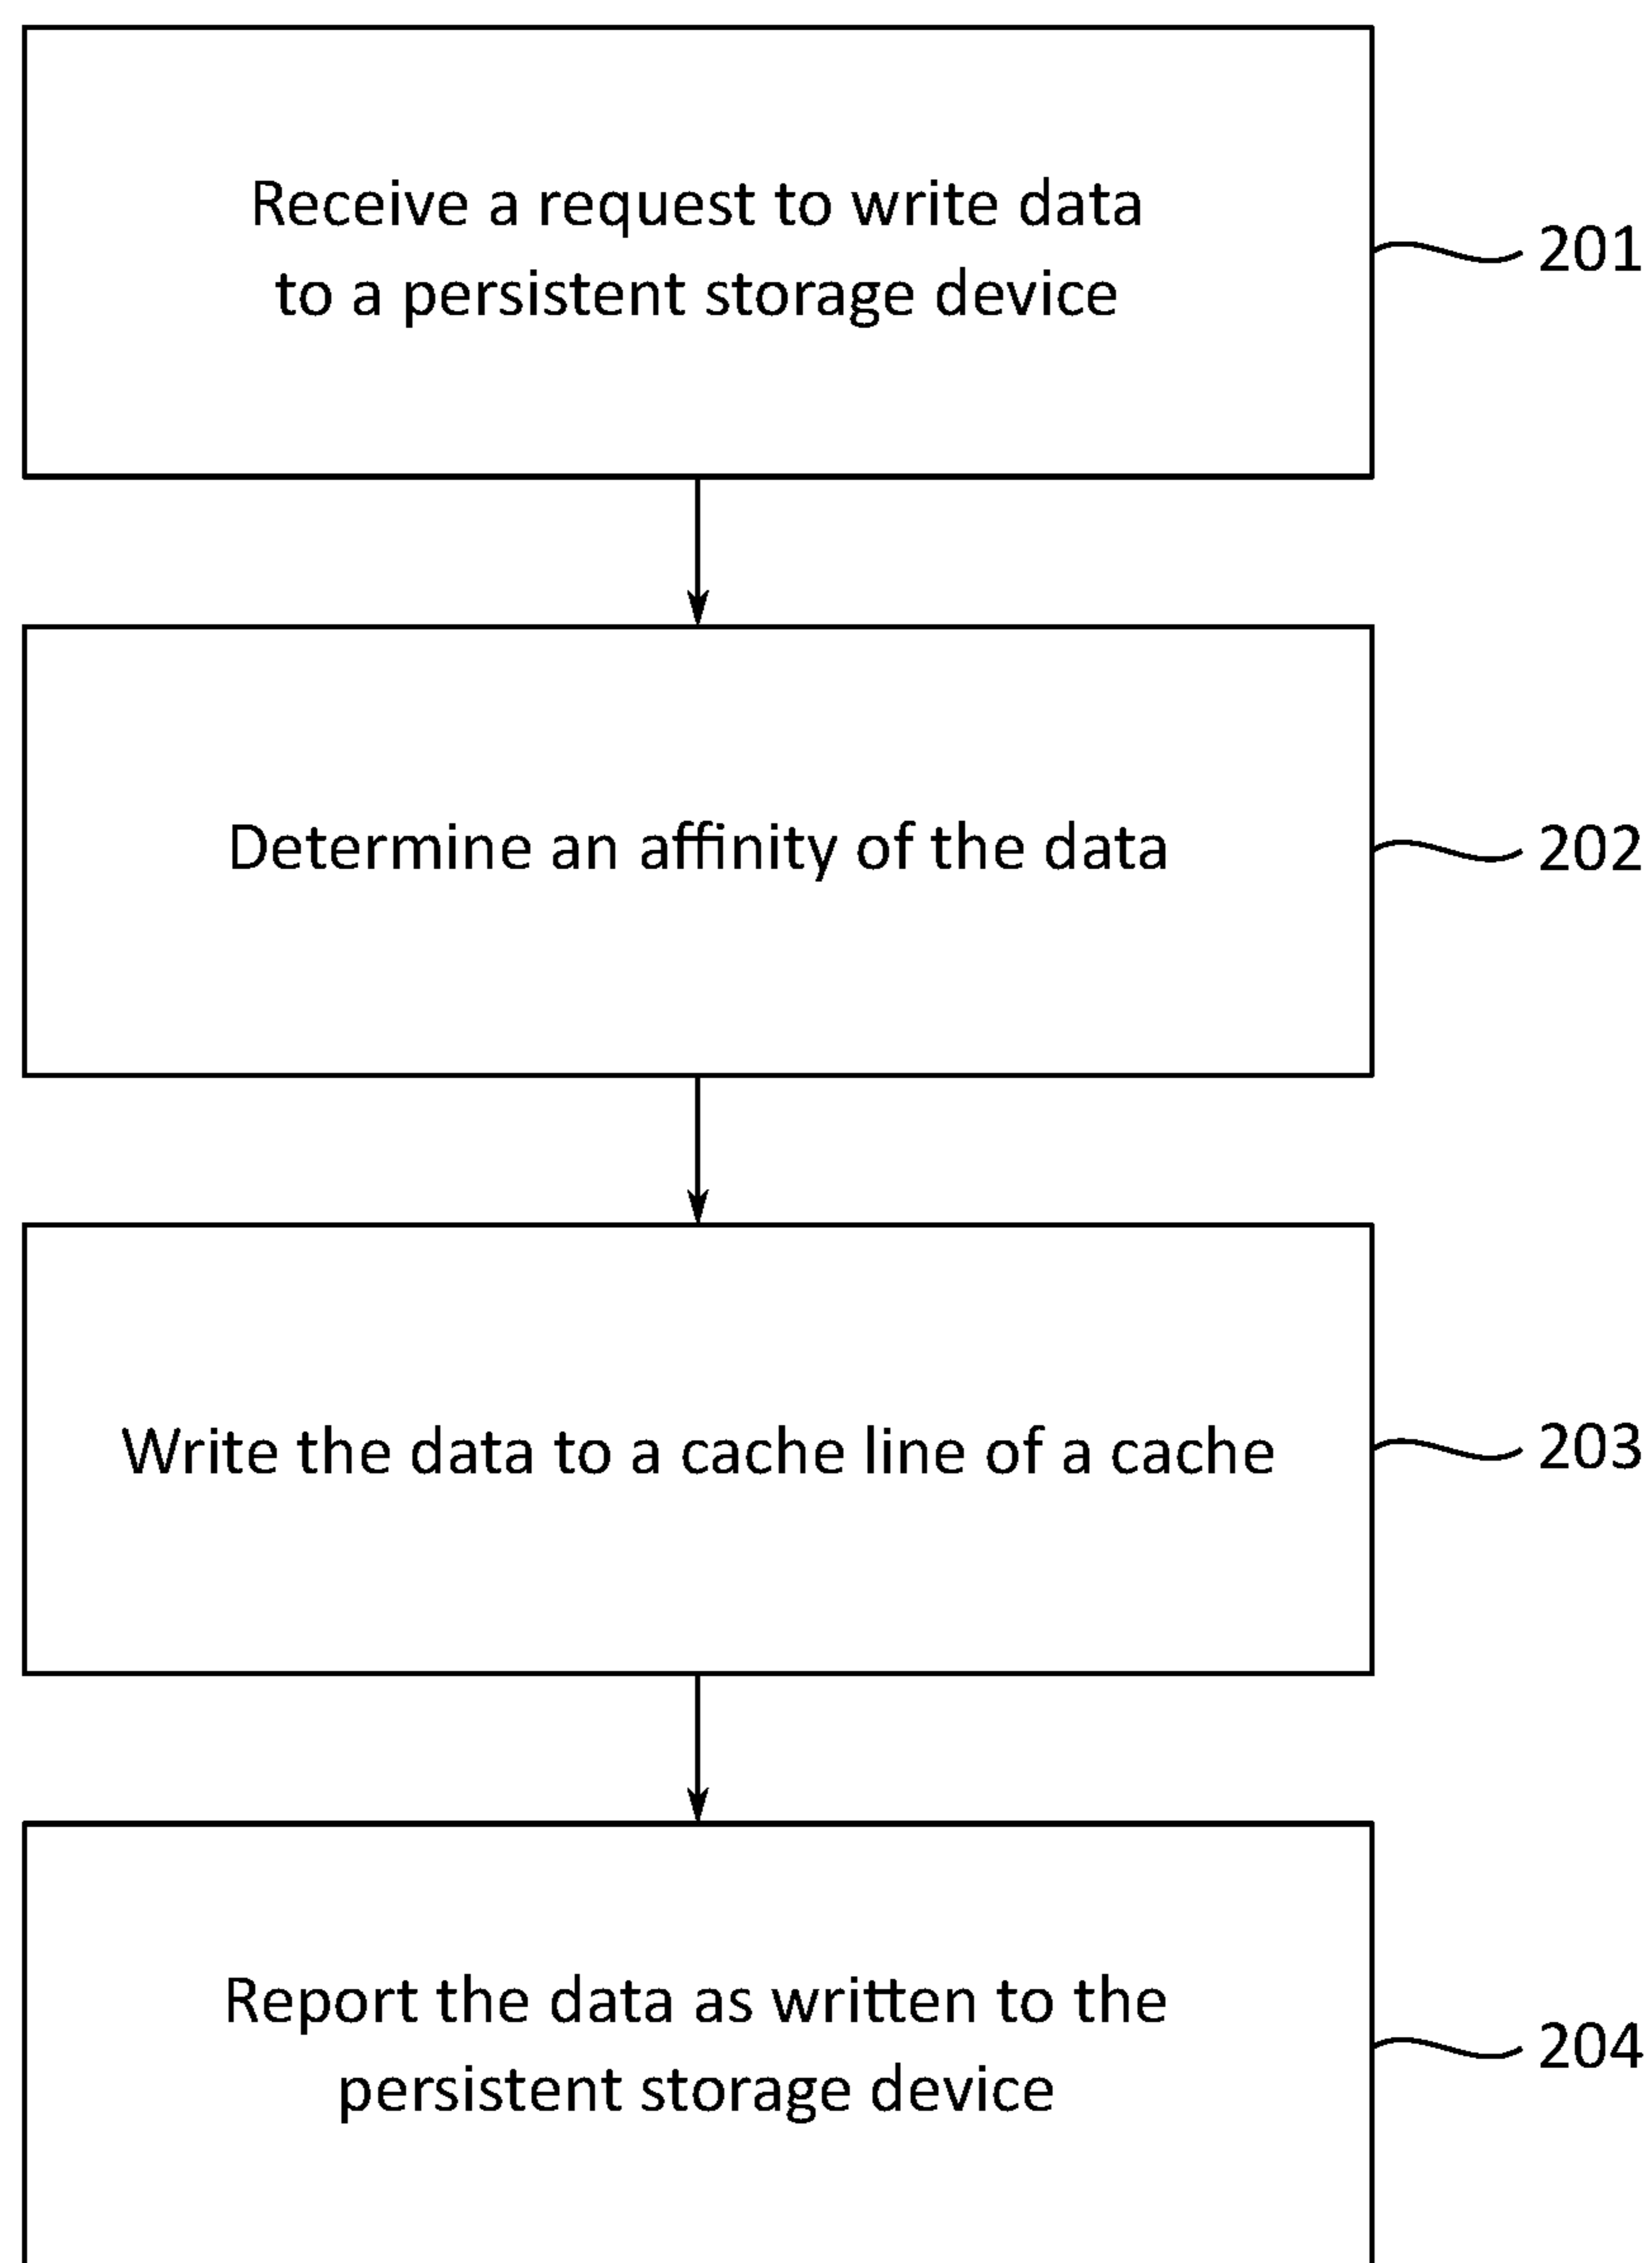 Receive a request to write data
to a persistent storage device
201
Determine an affinity of the data
202
Write the data to a cache line of a cache
203
Report the data as written to the
persistent storage device
204